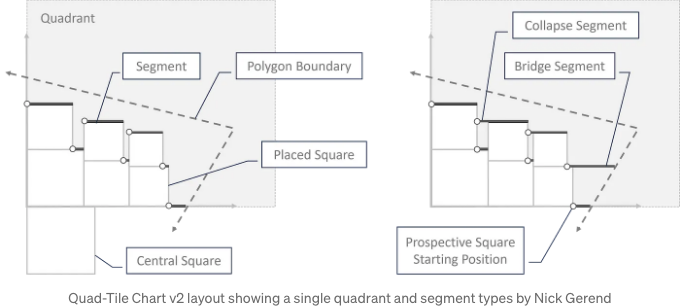 Quadrant
Segment
Polygon Boundary
Placed Square
Central Square
Collapse Segment
Bridge Segment
Prospective Square
Starting Position
Quad-Tile Chart v2 layout showing a single quadrant and segment types by Nick Gerend